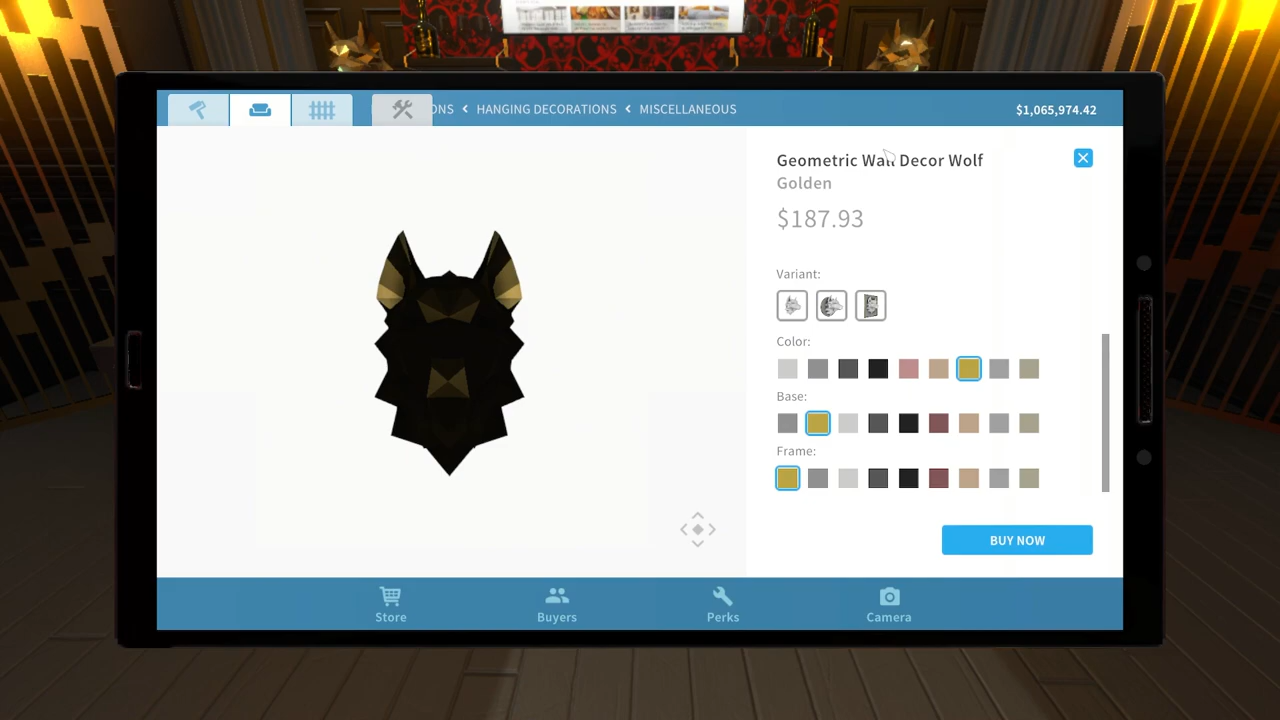 ONS < HANGING DECORATIONS < MISCELLANEOUS
$1,065,974.42
Geometric Wall Decor Wolf
Golden
$187.93
Variant:
Color:
Base:
Frame:
BUY NOW
Store
Buyers
Perks
Camera